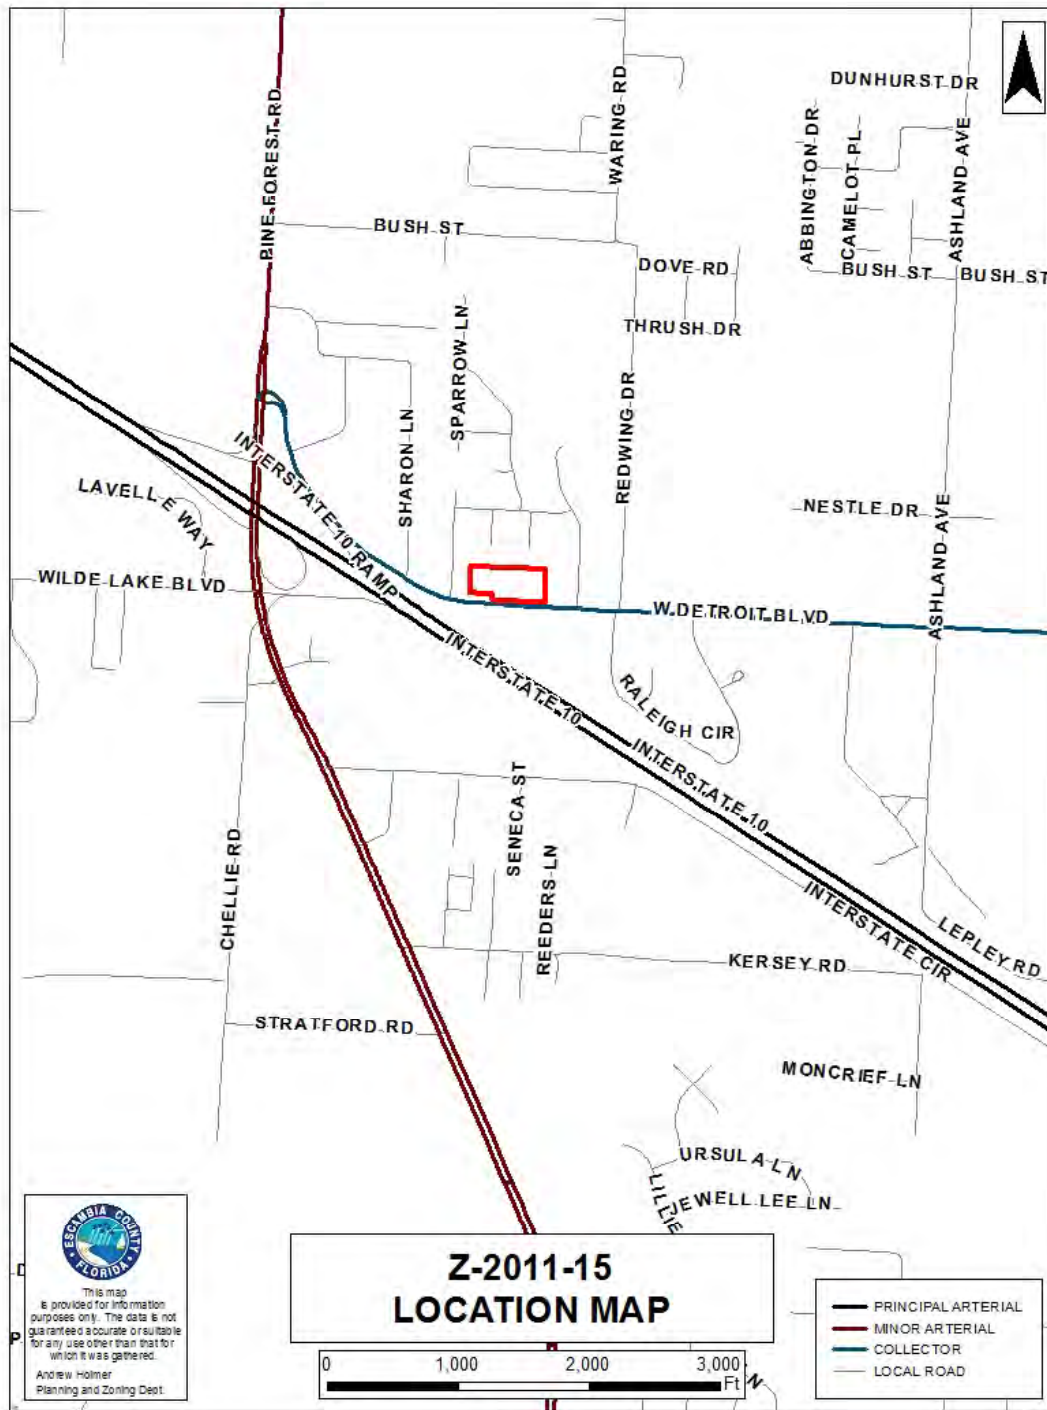 DUNHURST DR
PINE FOREST RD
WARING RD
ABBINGTON DR
CAMELOT PL
ASHLAND AVE
BUSH ST
DOVE RD
BUSH ST
BUSH ST
THRUSH DR
SPARROW LN
REDWING DR
SHARON LN
INTERSTATE 10 RAMP
LAVELLE WAY
NESTLE DR
ASHLAND AVE
WILDE LAKE BLVD
W DETROIT BLVD
INTERSTATE 10
RALEIGH CIR
INTERSTATE 10
SENECA ST
REEDERS LN
CHELLIE RD
INTERSTATE CIR
LEPLEY RD
KERSEY RD
STRATFORD RD
MONCRIEF LN
URSULA LN
LILLIE
JEWELL LEE LN
ESCAMBIA COUNTY
FLORIDA
This map
is provided for information
purposes only. The data is not
guaranteed accurate or suitable
for any use other than that for
which it was gathered.
Andrew Holmer
Planning and Zoning Dept.
Z-2011-15
LOCATION MAP
0 1,000 2,000 3,000
Ft
PRINCIPAL ARTERIAL
MINOR ARTERIAL
COLLECTOR
LOCAL ROAD